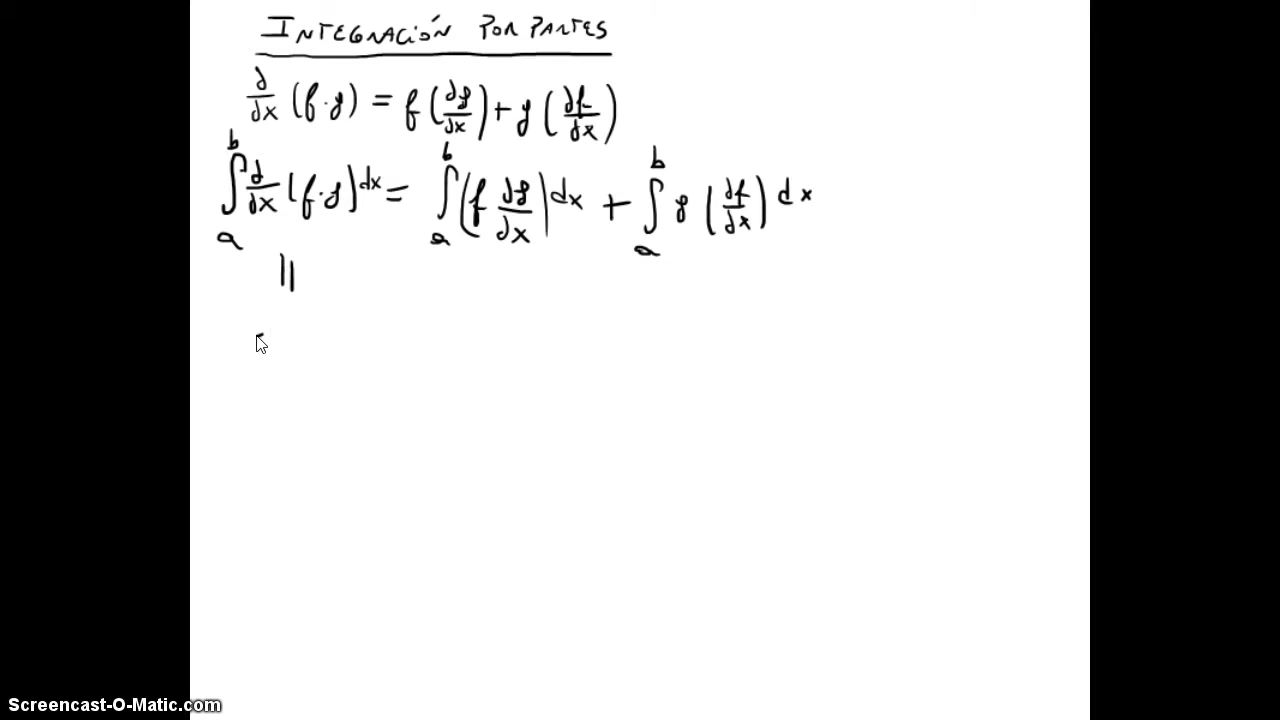 INTEGRACIÓN POR PARTES
d/dx (f·g) = f (dg/dx) + g (df/dx)
∫_a^b d/dx (f·g) dx = ∫_a^b (f dg/dx) dx + ∫_a^b g (df/dx) dx
||
Screencast-O-Matic.com